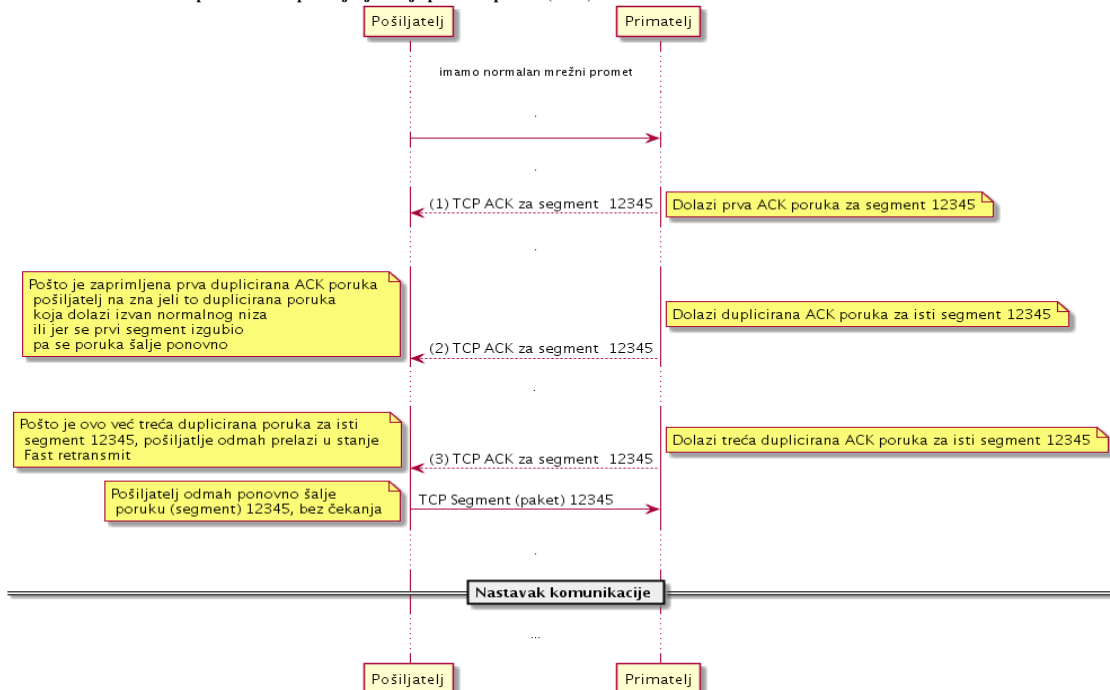 Pošiljatelj
Primatelj
imamo normalan mrežni promet
.
.
(1) TCP ACK za segment 12345
Dolazi prva ACK poruka za segment 12345
.
Pošto je zaprimljena prva duplicirana ACK poruka
pošiljatelj na zna jeli to duplicirana poruka
koja dolazi izvan normalnog niza
ili jer se prvi segment izgubio
pa se poruka šalje ponovno
Dolazi duplicirana ACK poruka za isti segment 12345
(2) TCP ACK za segment 12345
.
Pošto je ovo već treća duplicirana poruka za isti
segment 12345, pošiljatlje odmah prelazi u stanje
Fast retransmit
Dolazi treća duplicirana ACK poruka za isti segment 12345
(3) TCP ACK za segment 12345
Pošiljatelj odmah ponovno šalje
poruku (segment) 12345, bez čekanja
TCP Segment (paket) 12345
.
Nastavak komunikacije
...
Pošiljatelj
Primatelj